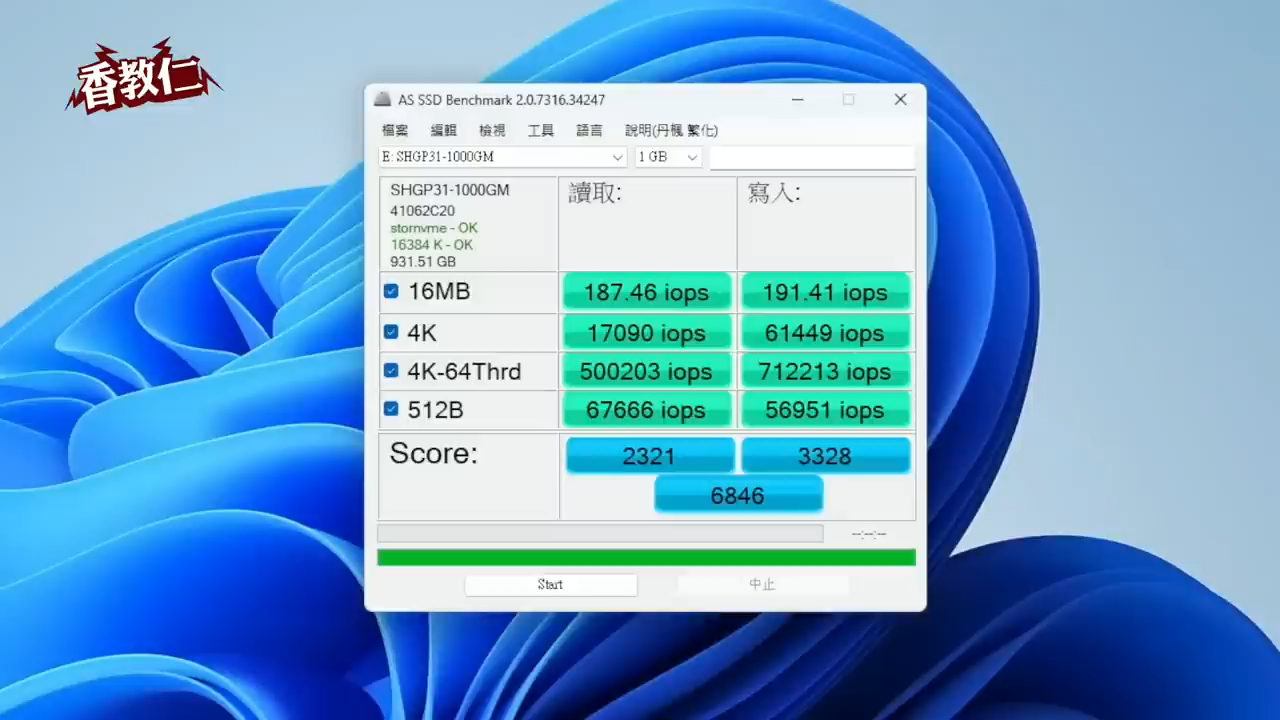 香教仁
AS SSD Benchmark 2.0.7316.34247
檔案 編輯 檢視 工具 語言 說明(丹楓 繁化)
E: SHGP31-1000GM 1 GB
SHGP31-1000GM 讀取: 寫入:
41062C20
stornvme - OK
16384 K - OK
931.51 GB
16MB 187.46 iops 191.41 iops
4K 17090 iops 61449 iops
4K-64Thrd 500203 iops 712213 iops
512B 67666 iops 56951 iops
Score: 2321 3328
6846
--:--:--
Start 中止